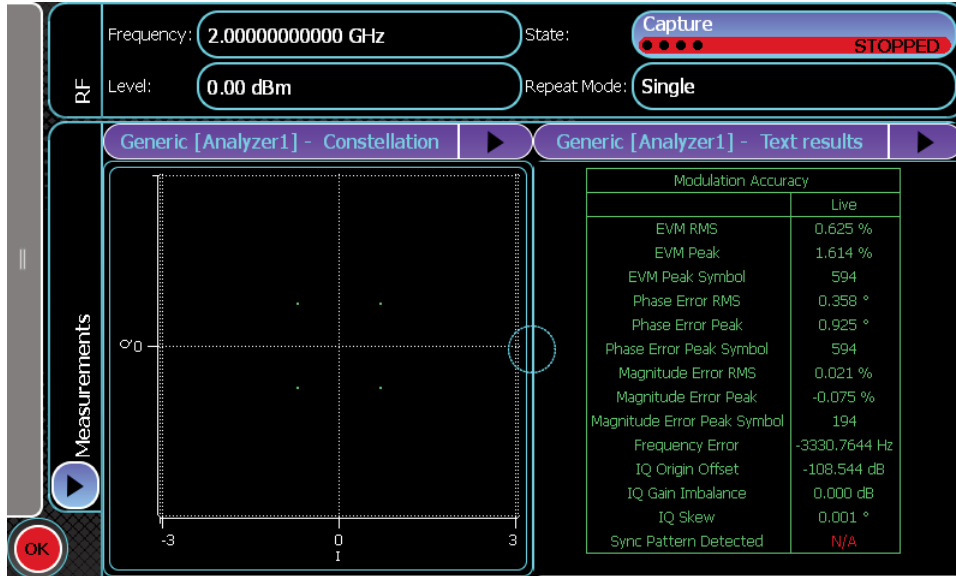 RF
Frequency: 2.00000000000 GHz
State: Capture
STOPPED
Level: 0.00 dBm
Repeat Mode: Single
Measurements
Generic [Analyzer1] - Constellation
Q
0
-3 0 3
I
Generic [Analyzer1] - Text results
Modulation Accuracy
Live
EVM RMS 0.625 %
EVM Peak 1.614 %
EVM Peak Symbol 594
Phase Error RMS 0.358 °
Phase Error Peak 0.925 °
Phase Error Peak Symbol 594
Magnitude Error RMS 0.021 %
Magnitude Error Peak -0.075 %
Magnitude Error Peak Symbol 194
Frequency Error -3330.7644 Hz
IQ Origin Offset -108.544 dB
IQ Gain Imbalance 0.000 dB
IQ Skew 0.001 °
Sync Pattern Detected N/A
OK